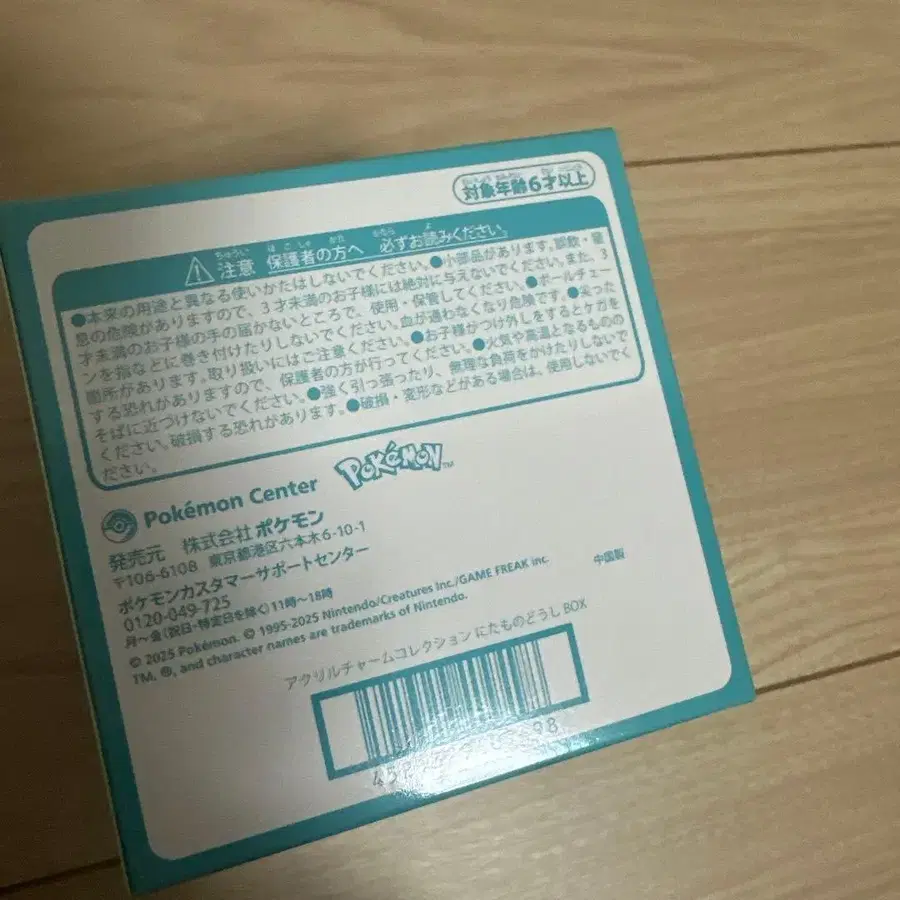 対象年齢6才以上
注意 保護者の方へ 必ずお読みください。
●本来の用途と異なる使いかたはしないでください。●小部品があります。誤飲・窒
息の危険がありますので、3才未満のお子様には絶対に与えないでください。また、3
才未満のお子様の手の届かないところで、使用・保管してください。●ボールチェー
ンを指などに巻き付けたりしないでください。血が通わなくなり危険です。●尖った
箇所があります。取り扱いにはご注意ください。●お子様がつけ外しをするとケガを
する恐れがありますので、保護者の方が行ってください。●火気や高温となるものの
そばに近づけないでください。●強く引っ張ったり、無理な負荷をかけたりしないで
ください。破損する恐れがあります。●破損・変形などがある場合は、使用しないでく
ださい。
Pokémon Center POKéMON TM
発売元 株式会社ポケモン
〒106-6108 東京都港区六本木6-10-1
ポケモンカスタマーサポートセンター
0120-049-725
月〜金(祝日・特定日を除く)11時〜18時
中国製
© 2025 Pokémon. © 1995-2025 Nintendo/Creatures Inc./GAME FREAK inc.
TM, ®, and character names are trademarks of Nintendo.
アクリルチャームコレクション にたものどうし BOX